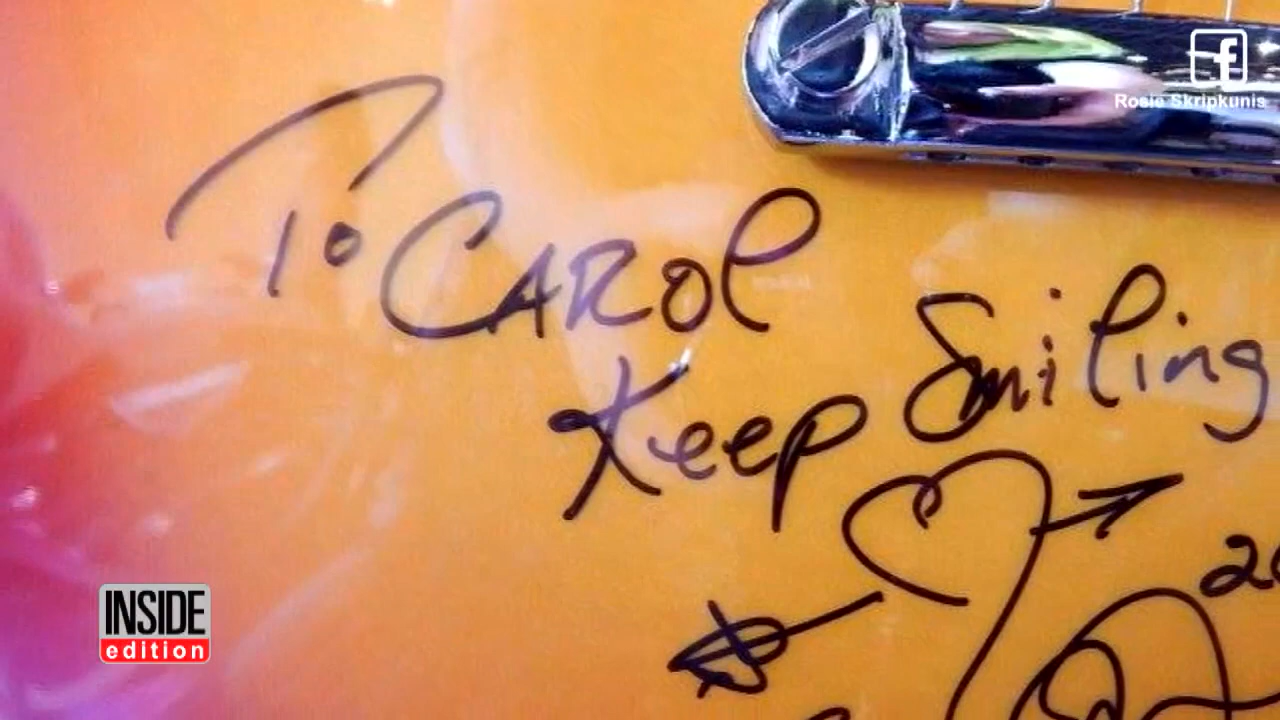 Rosie Skripkunis
To CAROL
Keep Smiling
INSIDE
edition